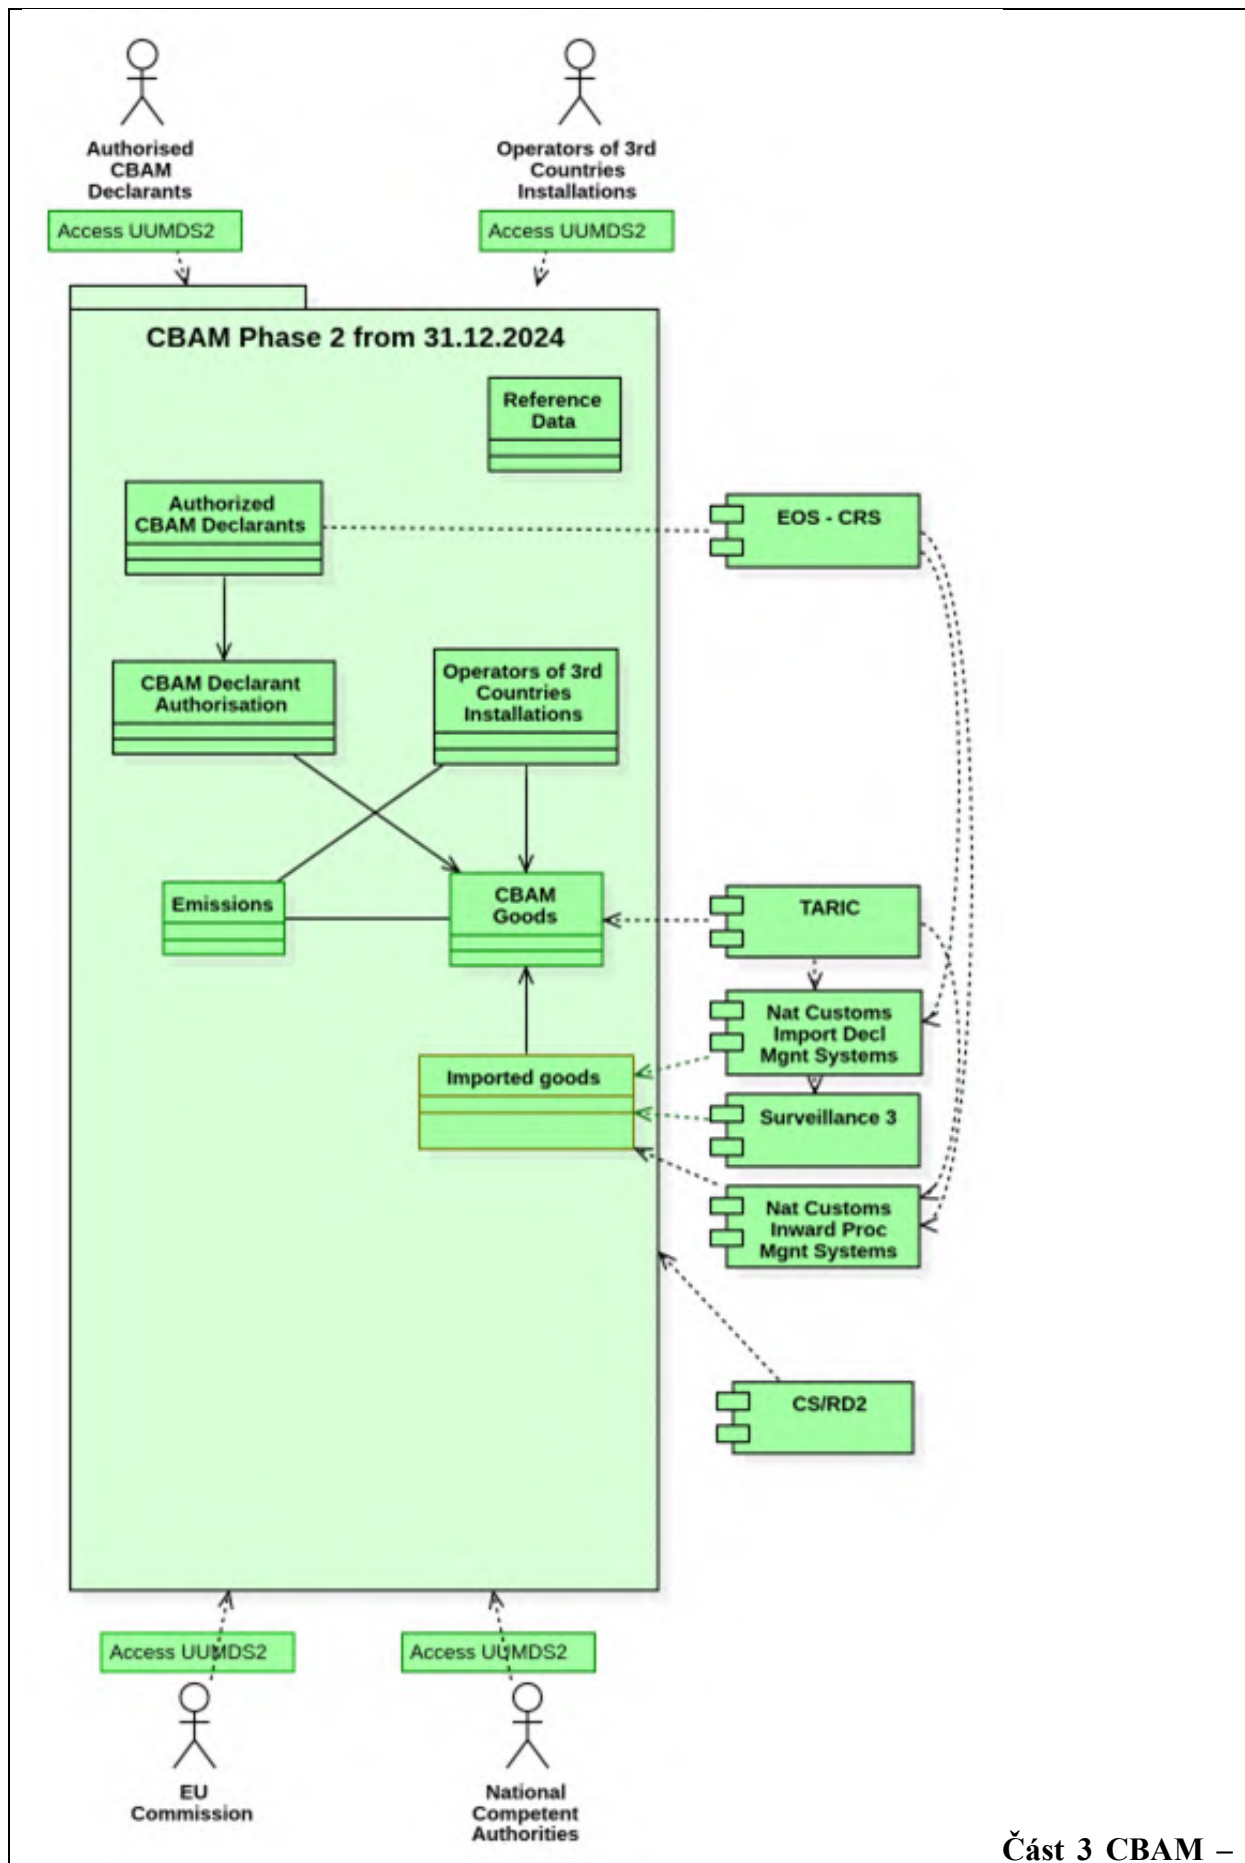 Authorised
CBAM
Declarants
Operators of 3rd
Countries
Installations
Access UUMDS2
Access UUMDS2
CBAM Phase 2 from 31.12.2024
Reference
Data
Authorized
CBAM Declarants
EOS - CRS
CBAM Declarant
Authorisation
Operators of 3rd
Countries
Installations
Emissions
CBAM
Goods
TARIC
Nat Customs
Import Decl
Mgnt Systems
Imported goods
Surveillance 3
Nat Customs
Inward Proc
Mgnt Systems
CS/RD2
Access UUMDS2
Access UUMDS2
EU
Commission
National
Competent
Authorities
Část 3 CBAM –